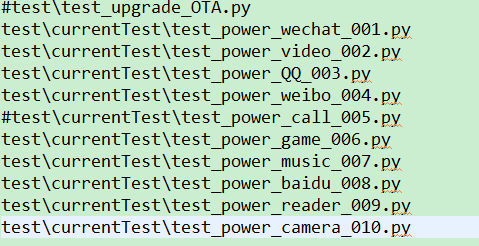 #test\test_upgrade_OTA.py
test\currentTest\test_power_wechat_001.py
test\currentTest\test_power_video_002.py
test\currentTest\test_power_QQ_003.py
test\currentTest\test_power_weibo_004.py
#test\currentTest\test_power_call_005.py
test\currentTest\test_power_game_006.py
test\currentTest\test_power_music_007.py
test\currentTest\test_power_baidu_008.py
test\currentTest\test_power_reader_009.py
test\currentTest\test_power_camera_010.py